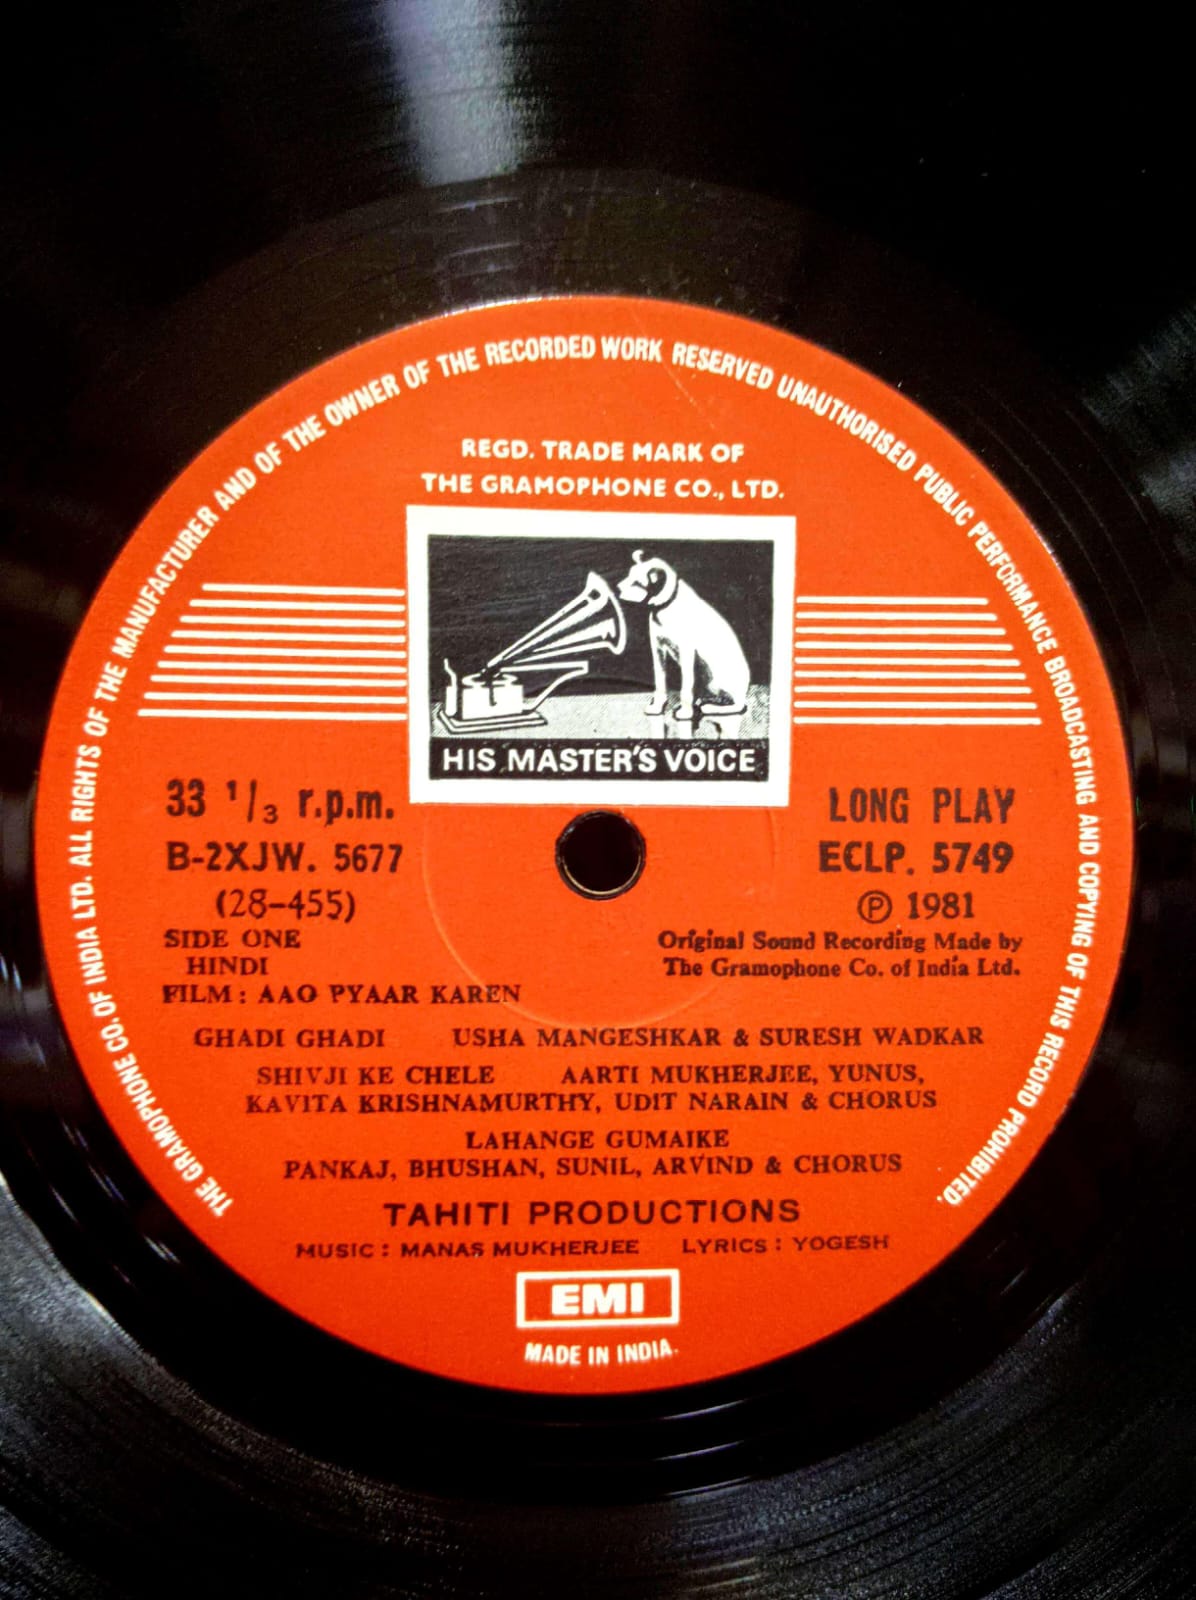 THE GRAMOPHONE CO. OF INDIA LTD. ALL RIGHTS OF THE MANUFACTURER AND OF THE OWNER OF THE RECORDED WORK RESERVED UNAUTHORISED PUBLIC PERFORMANCE BROADCASTING AND COPYING OF THIS RECORD PROHIBITED.
REGD. TRADE MARK OF
THE GRAMOPHONE CO., LTD.
HIS MASTER'S VOICE
33 1/3 r.p.m.
B-2XJW. 5677
(28-455)
LONG PLAY
ECLP. 5749
℗ 1981
Original Sound Recording Made by
The Gramophone Co. of India Ltd.
SIDE ONE
HINDI
FILM : AAO PYAAR KAREN
GHADI GHADI USHA MANGESHKAR & SURESH WADKAR
SHIVJI KE CHELE AARTI MUKHERJEE, YUNUS,
KAVITA KRISHNAMURTHY, UDIT NARAIN & CHORUS
LAHANGE GUMAIKE
PANKAJ, BHUSHAN, SUNIL, ARVIND & CHORUS
TAHITI PRODUCTIONS
MUSIC : MANAS MUKHERJEE LYRICS : YOGESH
EMI
MADE IN INDIA.